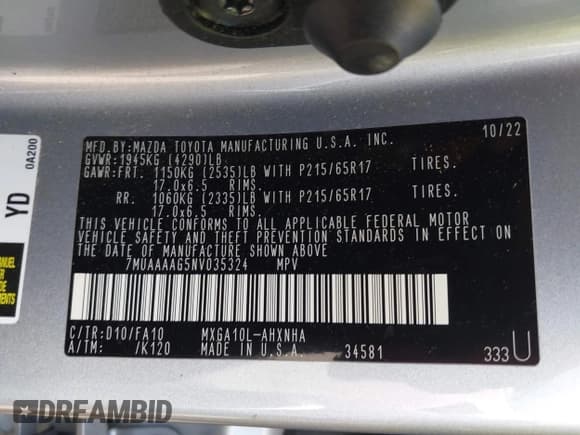 MFD.BY:MAZDA TOYOTA MANUFACTURING U.S.A. INC. 10/22
GVWR:1945KG (4290)LB
GAWR:FRT. 1150KG (2535)LB WITH P215/65R17 TIRES.
17.0x6.5 RIMS.
RR. 1060KG (2335)LB WITH P215/65R17 TIRES.
17.0x6.5 RIMS.
THIS VEHICLE CONFORMS TO ALL APPLICABLE FEDERAL MOTOR
VEHICLE SAFETY AND THEFT PREVENTION STANDARDS IN EFFECT ON
THE DATE OF MANUFACTURE SHOWN ABOVE
7MUAAAAG5NV035324 MPV
C/TR:D10/FA10 MXGA10L-AHXNHA
A/TM: /K120 MADE IN U.S.A. 34581 333U
YD
0A200
DREAMBID